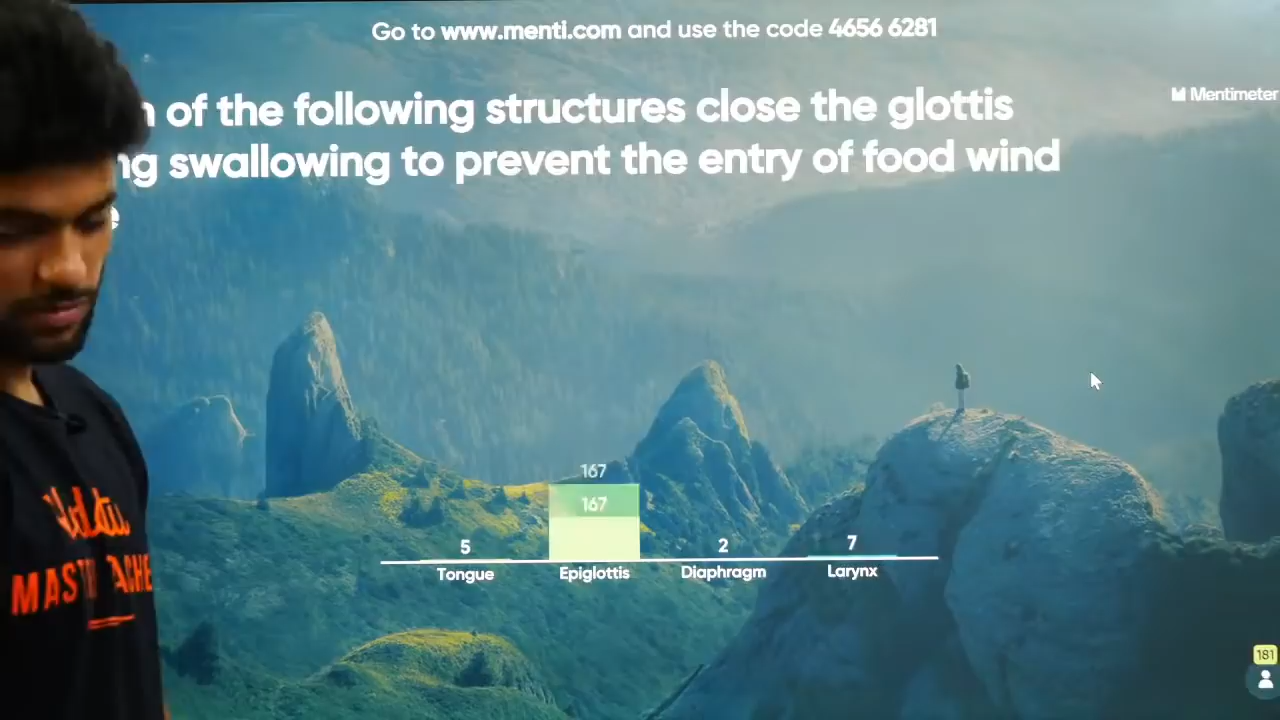 Go to www.menti.com and use the code 4656 6281
of the following structures close the glottis
Mentimeter
swallowing to prevent the entry of food wind
167
167
5
2
7
Tongue
Epiglottis
Diaphragm
Larynx
181